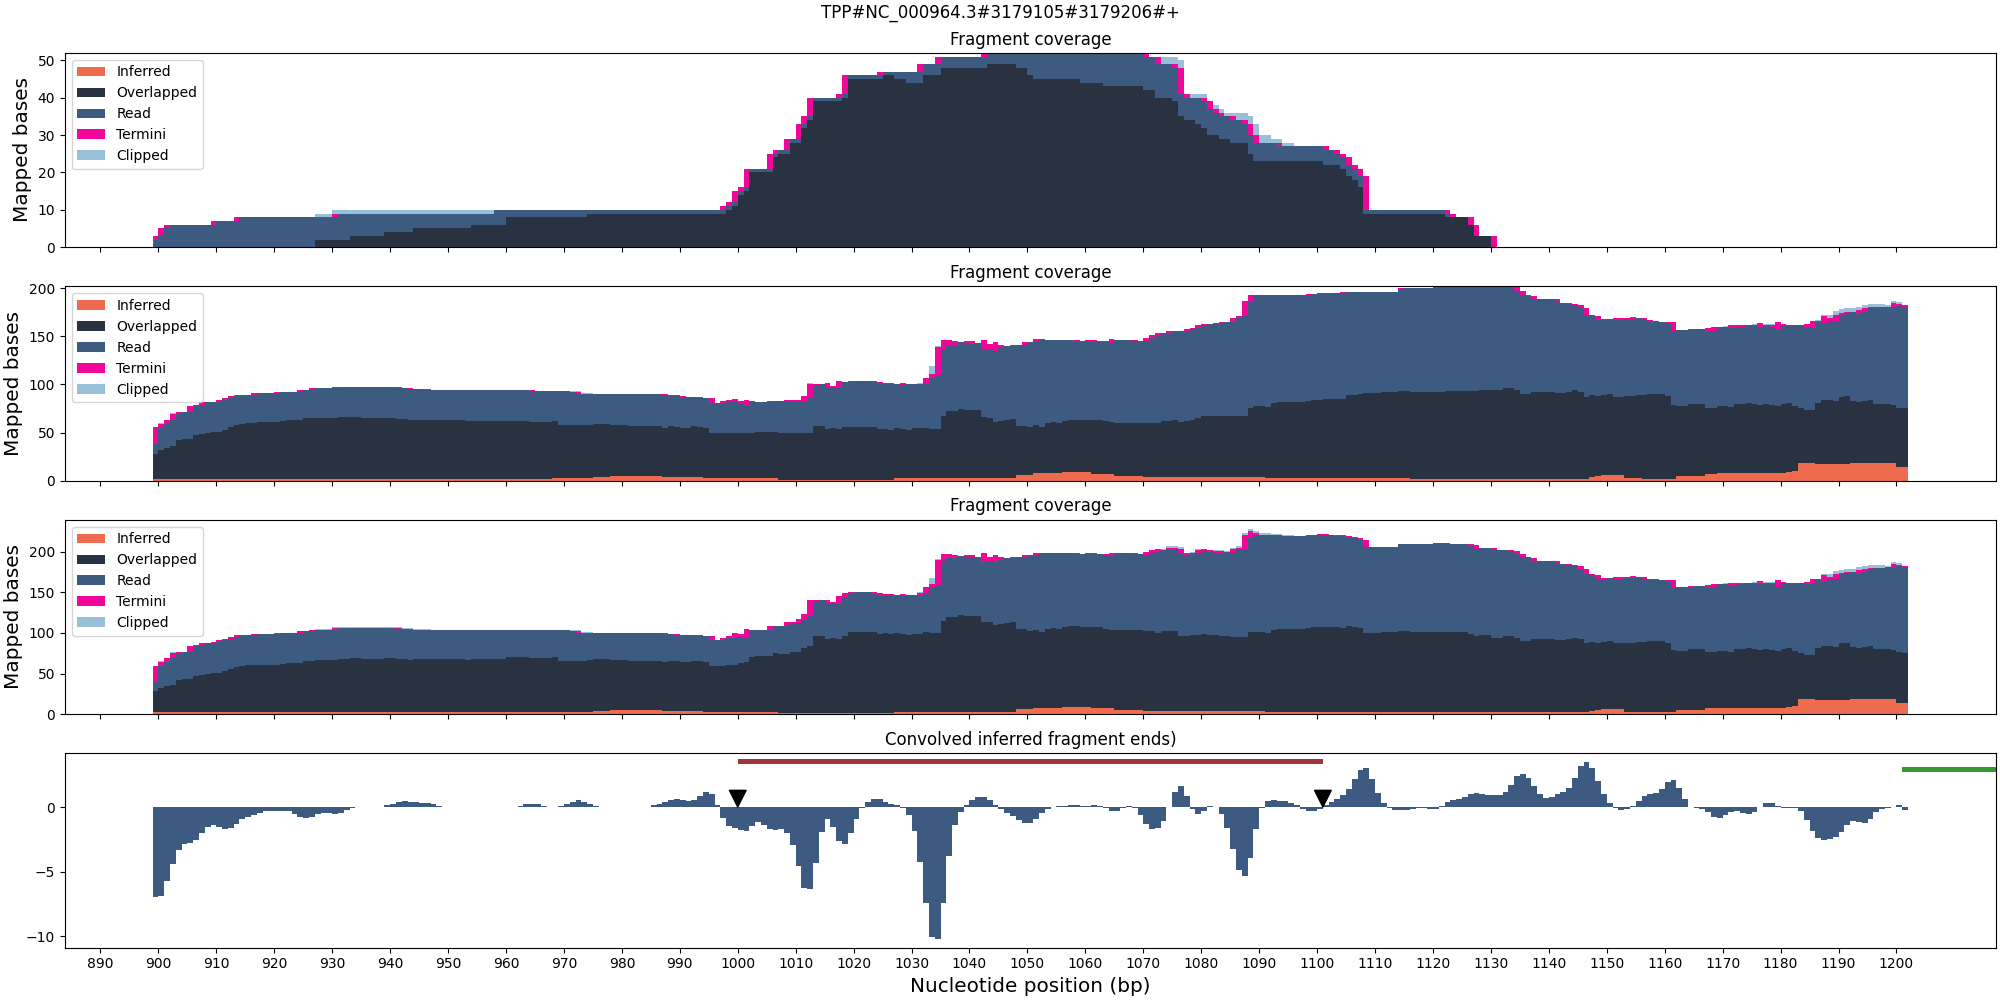 TPP#NC_000964.3#3179105#3179206#+
Fragment coverage
Mapped bases
50
40
30
20
10
0
Inferred
Overlapped
Read
Termini
Clipped
Fragment coverage
Mapped bases
200
150
100
50
0
Inferred
Overlapped
Read
Termini
Clipped
Fragment coverage
Mapped bases
200
150
100
50
0
Inferred
Overlapped
Read
Termini
Clipped
Convolved inferred fragment ends)
0
−5
−10
890 900 910 920 930 940 950 960 970 980 990 1000 1010 1020 1030 1040 1050 1060 1070 1080 1090 1100 1110 1120 1130 1140 1150 1160 1170 1180 1190 1200
Nucleotide position (bp)